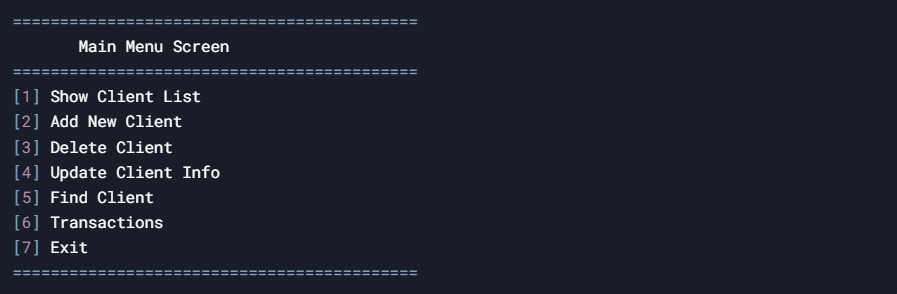 ===========================================
       Main Menu Screen
===========================================
[1] Show Client List
[2] Add New Client
[3] Delete Client
[4] Update Client Info
[5] Find Client
[6] Transactions
[7] Exit
===========================================